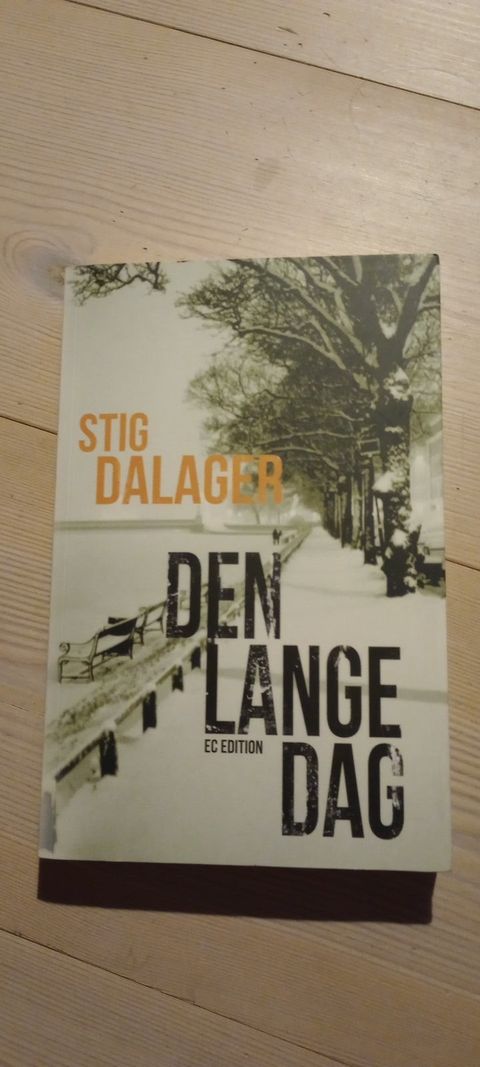 STIG
DALAGER
DEN
LANGE
EC EDITION
DAG